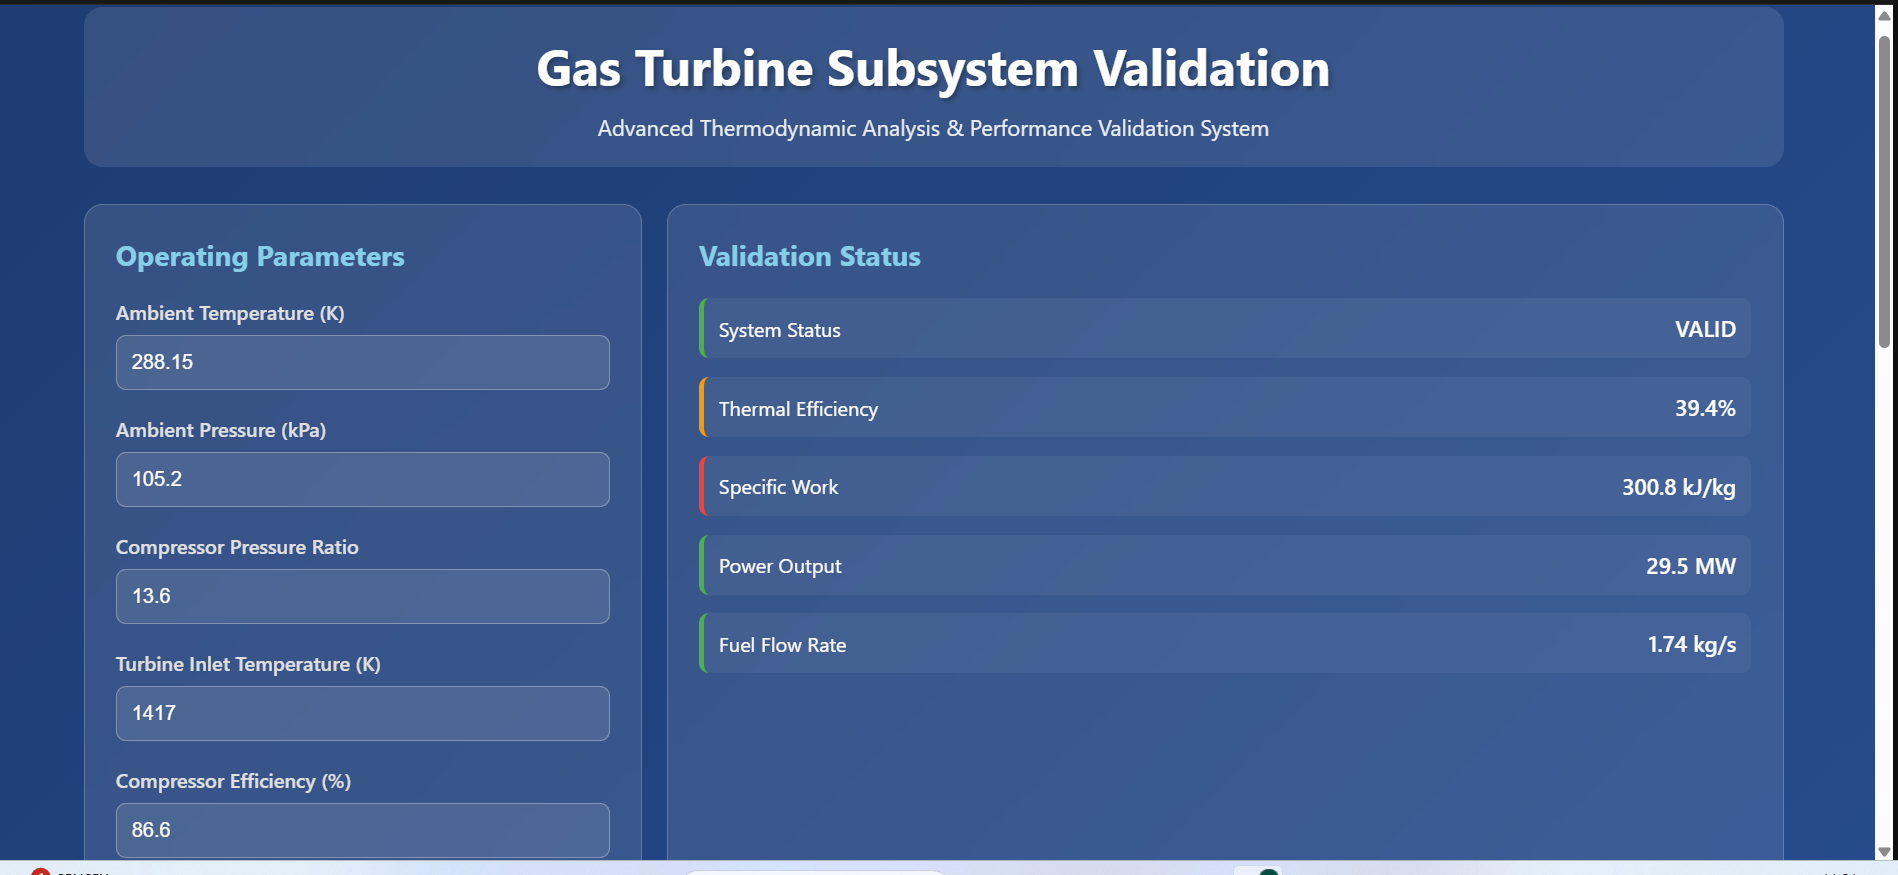 Gas Turbine Subsystem Validation
Advanced Thermodynamic Analysis & Performance Validation System
Operating Parameters
Ambient Temperature (K)
288.15
Ambient Pressure (kPa)
105.2
Compressor Pressure Ratio
13.6
Turbine Inlet Temperature (K)
1417
Compressor Efficiency (%)
86.6
Validation Status
System Status VALID
Thermal Efficiency 39.4%
Specific Work 300.8 kJ/kg
Power Output 29.5 MW
Fuel Flow Rate 1.74 kg/s